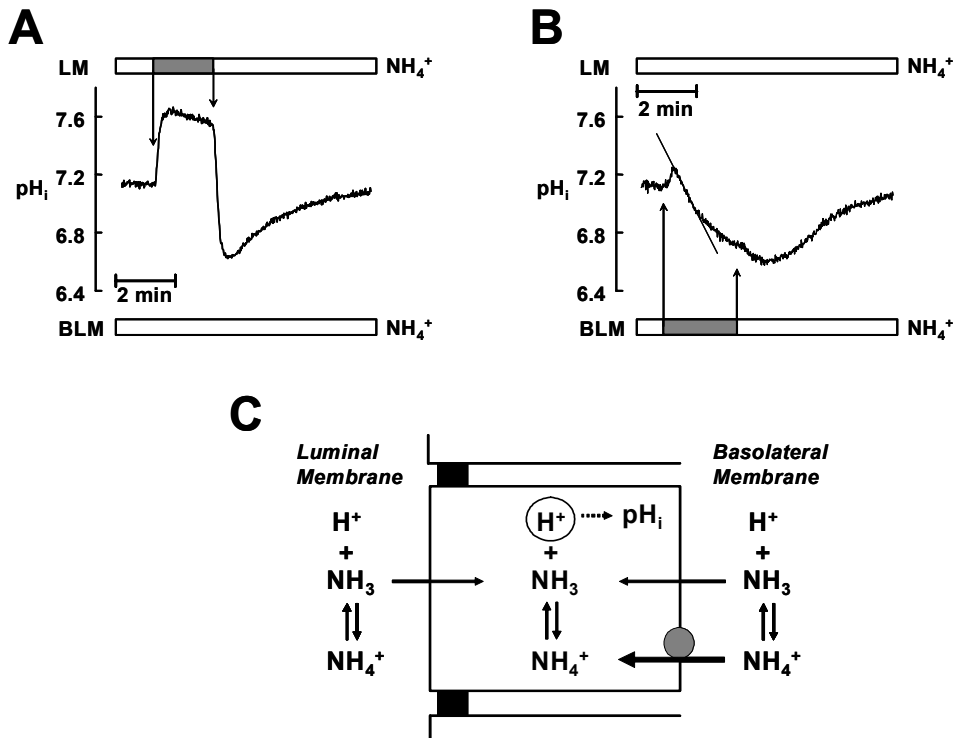 A
LM
NH₄⁺
7.6
7.2
pHᵢ
6.8
6.4
2 min
BLM
NH₄⁺
B
LM
NH₄⁺
2 min
7.6
7.2
pHᵢ
6.8
6.4
BLM
NH₄⁺
C
Luminal
Membrane
H⁺
+
NH₃
NH₄⁺
H⁺
pHᵢ
+
NH₃
NH₄⁺
Basolateral
Membrane
H⁺
+
NH₃
NH₄⁺